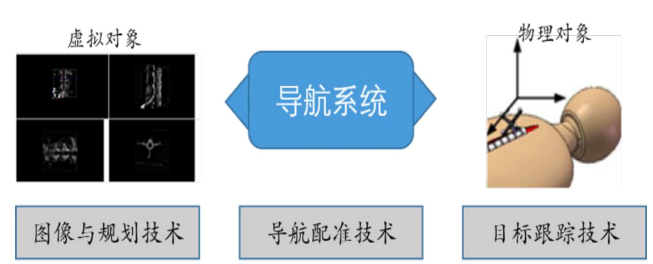 虚拟对象
导航系统
物理对象
图像与规划技术
导航配准技术
目标跟踪技术